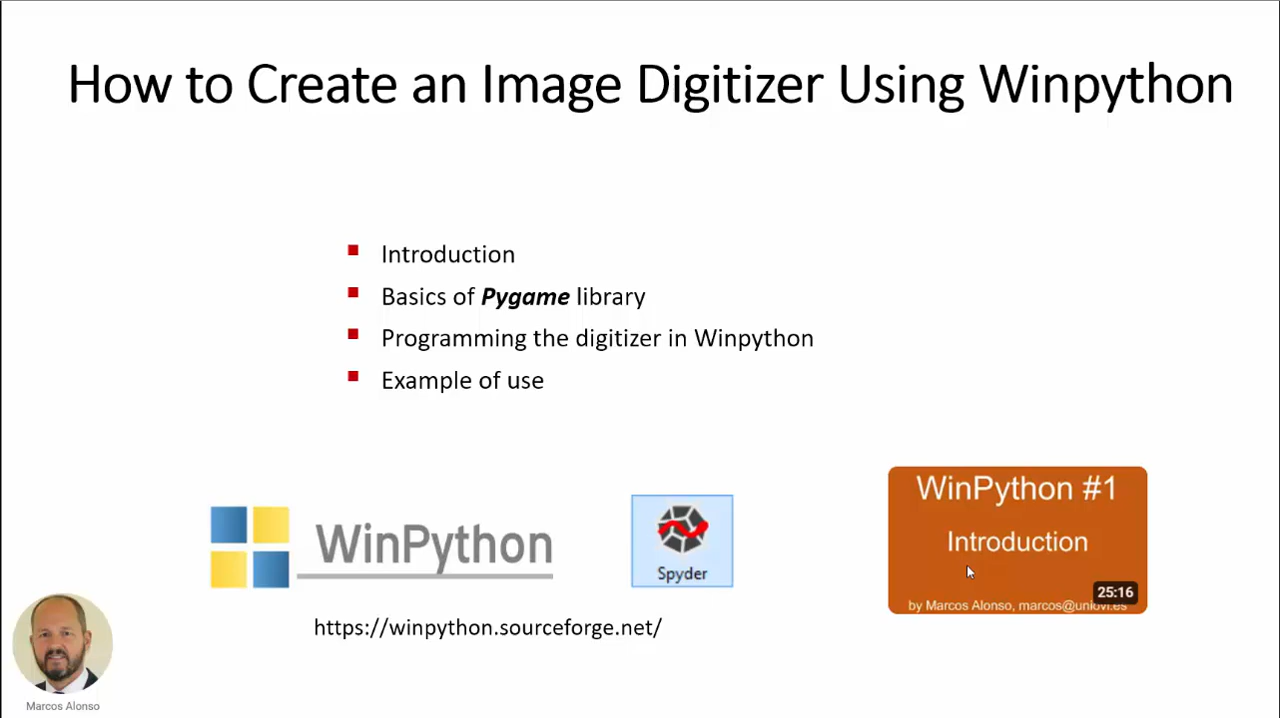 How to Create an Image Digitizer Using Winpython
Introduction
Basics of Pygame library
Programming the digitizer in Winpython
Example of use
WinPython
Spyder
https://winpython.sourceforge.net/
WinPython #1
Introduction
25:16
by Marcos Alonso, marcos@uniovi.es
Marcos Alonso